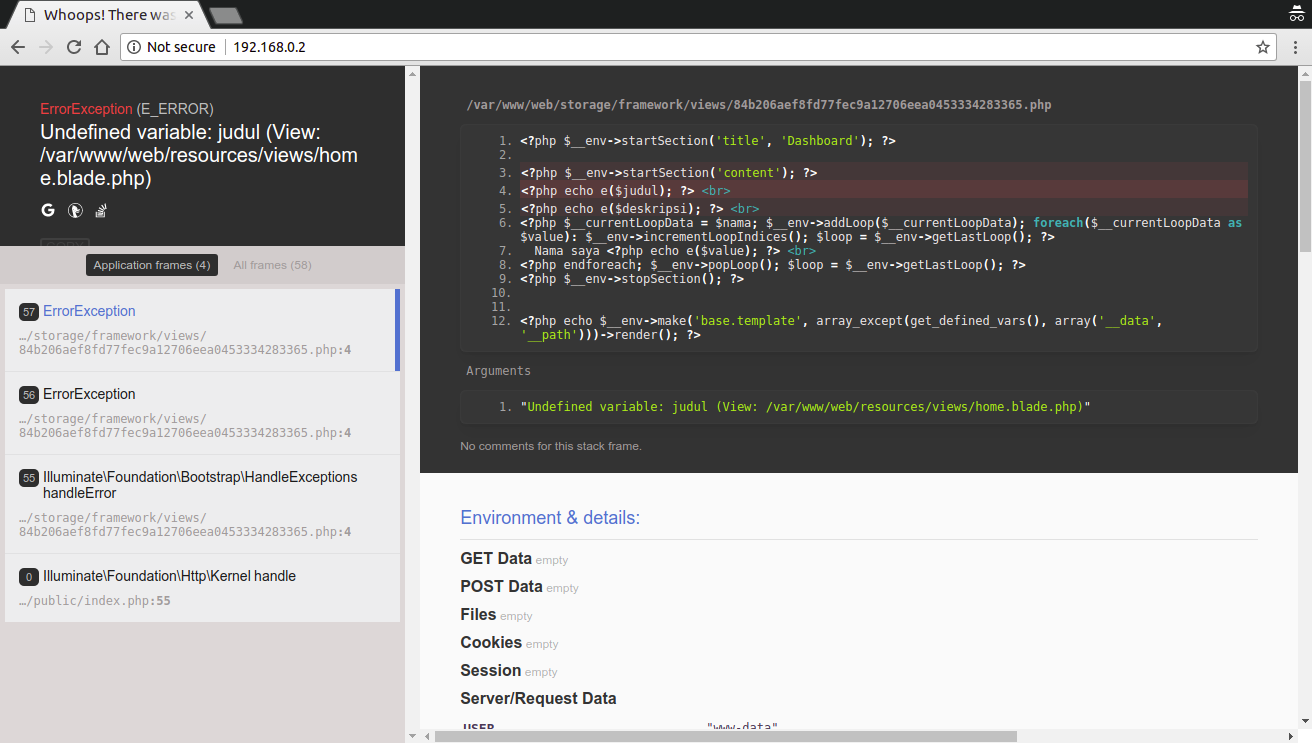 Whoops! There was
Not secure
192.168.0.2
ErrorException (E_ERROR)
Undefined variable: judul (View:
/var/www/web/resources/views/hom
e.blade.php)
COPY
Application frames (4)
All frames (58)
57 ErrorException
…/storage/framework/views/
84b206aef8fd77fec9a12706eea0453334283365.php:4
56 ErrorException
…/storage/framework/views/
84b206aef8fd77fec9a12706eea0453334283365.php:4
55 Illuminate\Foundation\Bootstrap\HandleExceptions
handleError
…/storage/framework/views/
84b206aef8fd77fec9a12706eea0453334283365.php:4
0 Illuminate\Foundation\Http\Kernel handle
…/public/index.php:55
/var/www/web/storage/framework/views/84b206aef8fd77fec9a12706eea0453334283365.php
1. <?php $__env->startSection('title', 'Dashboard'); ?>
2.
3. <?php $__env->startSection('content'); ?>
4. <?php echo e($judul); ?> <br>
5. <?php echo e($deskripsi); ?> <br>
6. <?php $__currentLoopData = $nama; $__env->addLoop($__currentLoopData); foreach($__currentLoopData as
$value): $__env->incrementLoopIndices(); $loop = $__env->getLastLoop(); ?>
7. Nama saya <?php echo e($value); ?> <br>
8. <?php endforeach; $__env->popLoop(); $loop = $__env->getLastLoop(); ?>
9. <?php $__env->stopSection(); ?>
10.
11.
12. <?php echo $__env->make('base.template', array_except(get_defined_vars(), array('__data',
'__path')))->render(); ?>
Arguments
1. "Undefined variable: judul (View: /var/www/web/resources/views/home.blade.php)"
No comments for this stack frame.
Environment & details:
GET Data empty
POST Data empty
Files empty
Cookies empty
Session empty
Server/Request Data
USER "www-data"